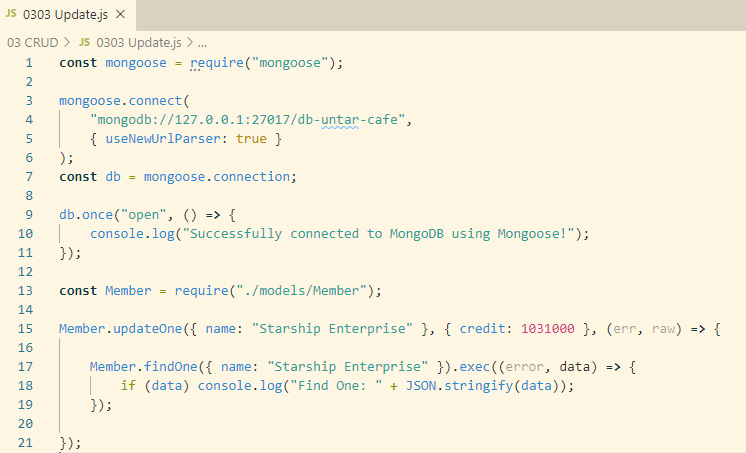 JS 0303 Update.js ×
03 CRUD > JS 0303 Update.js > ...
1 const mongoose = require("mongoose");
2
3 mongoose.connect(
4 "mongodb://127.0.0.1:27017/db-untar-cafe",
5 { useNewUrlParser: true }
6 );
7 const db = mongoose.connection;
8
9 db.once("open", () => {
10 console.log("Successfully connected to MongoDB using Mongoose!");
11 });
12
13 const Member = require("./models/Member");
14
15 Member.updateOne({ name: "Starship Enterprise" }, { credit: 1031000 }, (err, raw) => {
16
17 Member.findOne({ name: "Starship Enterprise" }).exec((error, data) => {
18 if (data) console.log("Find One: " + JSON.stringify(data));
19 });
20
21 });